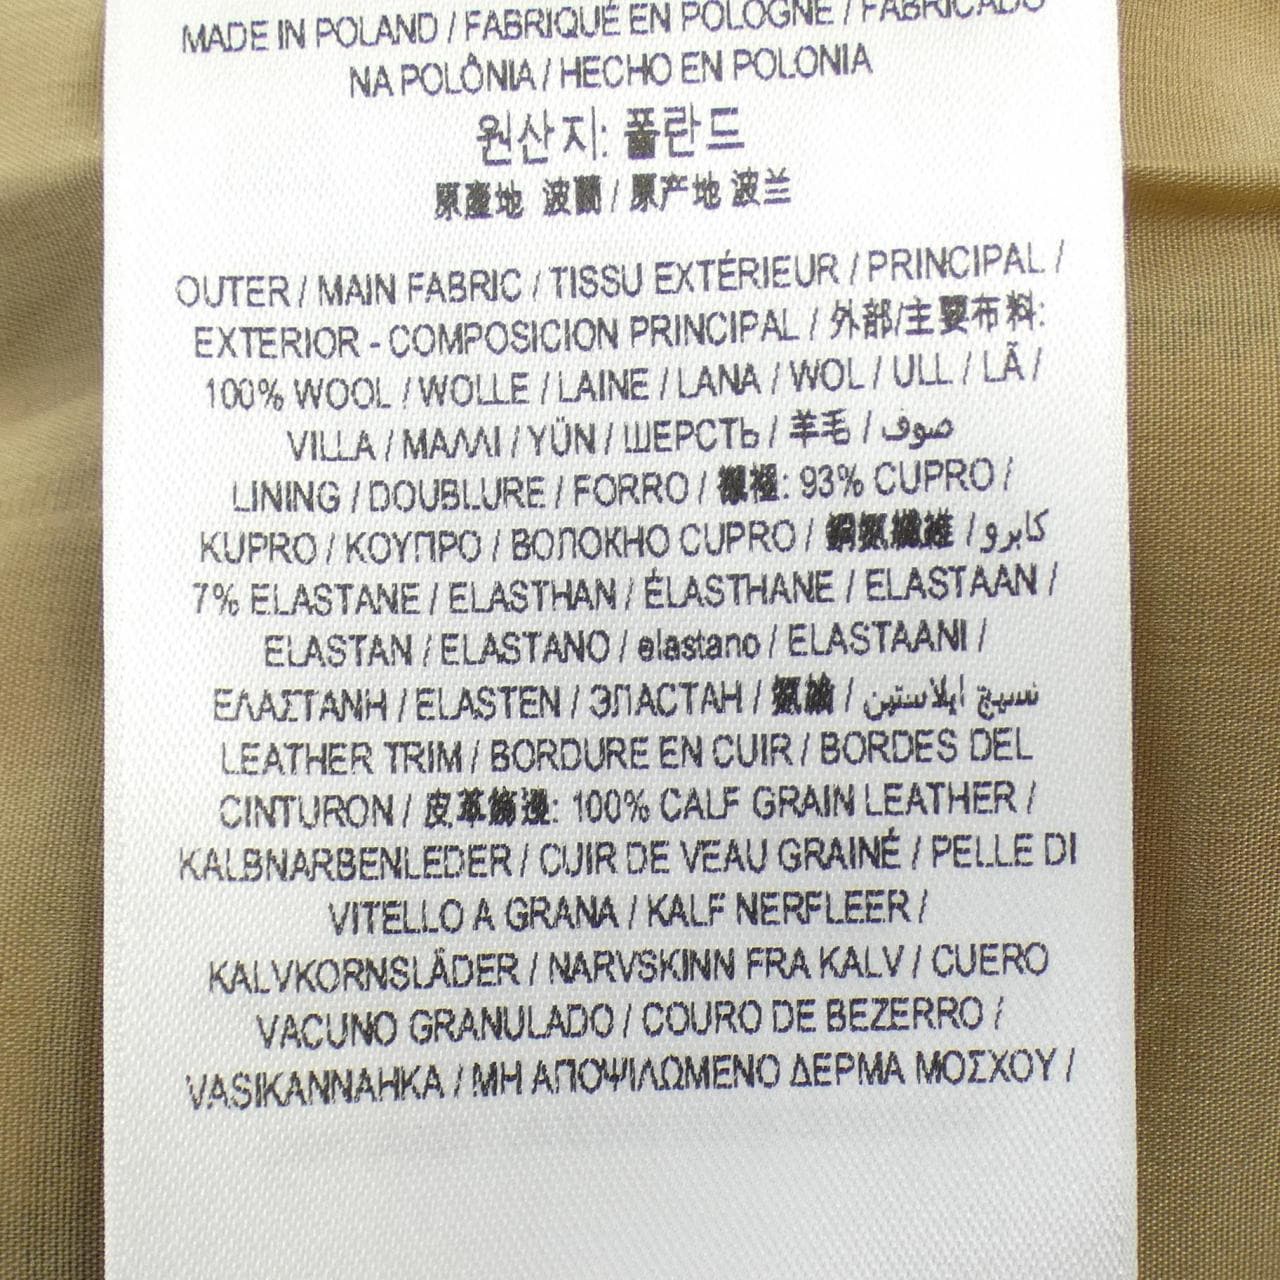 MADE IN POLAND / FABRIQUÉ EN POLOGNE / FABRICADO
NA POLÔNIA / HECHO EN POLONIA
원산지: 폴란드
原產地 波蘭 / 原产地 波兰
OUTER / MAIN FABRIC / TISSU EXTÉRIEUR / PRINCIPAL /
EXTERIOR - COMPOSICION PRINCIPAL / 外部/主要布料:
100% WOOL / WOLLE / LAINE / LANA / WOL / ULL / LÃ /
VILLA / ΜΑΛΛΙ / YÜN / ШЕРСТЬ / 羊毛 / صوف
LINING / DOUBLURE / FORRO / 襯裡: 93% CUPRO /
KUPRO / ΚΟΥΠΡΟ / ВОЛОКНО CUPRO / 銅氨纖維 / كابرو
7% ELASTANE / ELASTHAN / ÉLASTHANE / ELASTAAN /
ELASTAN / ELASTANO / elastano / ELASTAANI /
ΕΛΑΣΤΑΝΗ / ELASTEN / ЭЛАСТАН / 氨綸 / نسيج ايلاستين
LEATHER TRIM / BORDURE EN CUIR / BORDES DEL
CINTURON / 皮革飾邊: 100% CALF GRAIN LEATHER /
KALBNARBENLEDER / CUIR DE VEAU GRAINÉ / PELLE DI
VITELLO A GRANA / KALF NERFLEER /
KALVKORNSLÄDER / NARVSKINN FRA KALV / CUERO
VACUNO GRANULADO / COURO DE BEZERRO /
VASIKANNAHKA / ΜΗ ΑΠΟΨΙΛΩΜΕΝΟ ΔΕΡΜΑ ΜΟΣΧΟΥ /